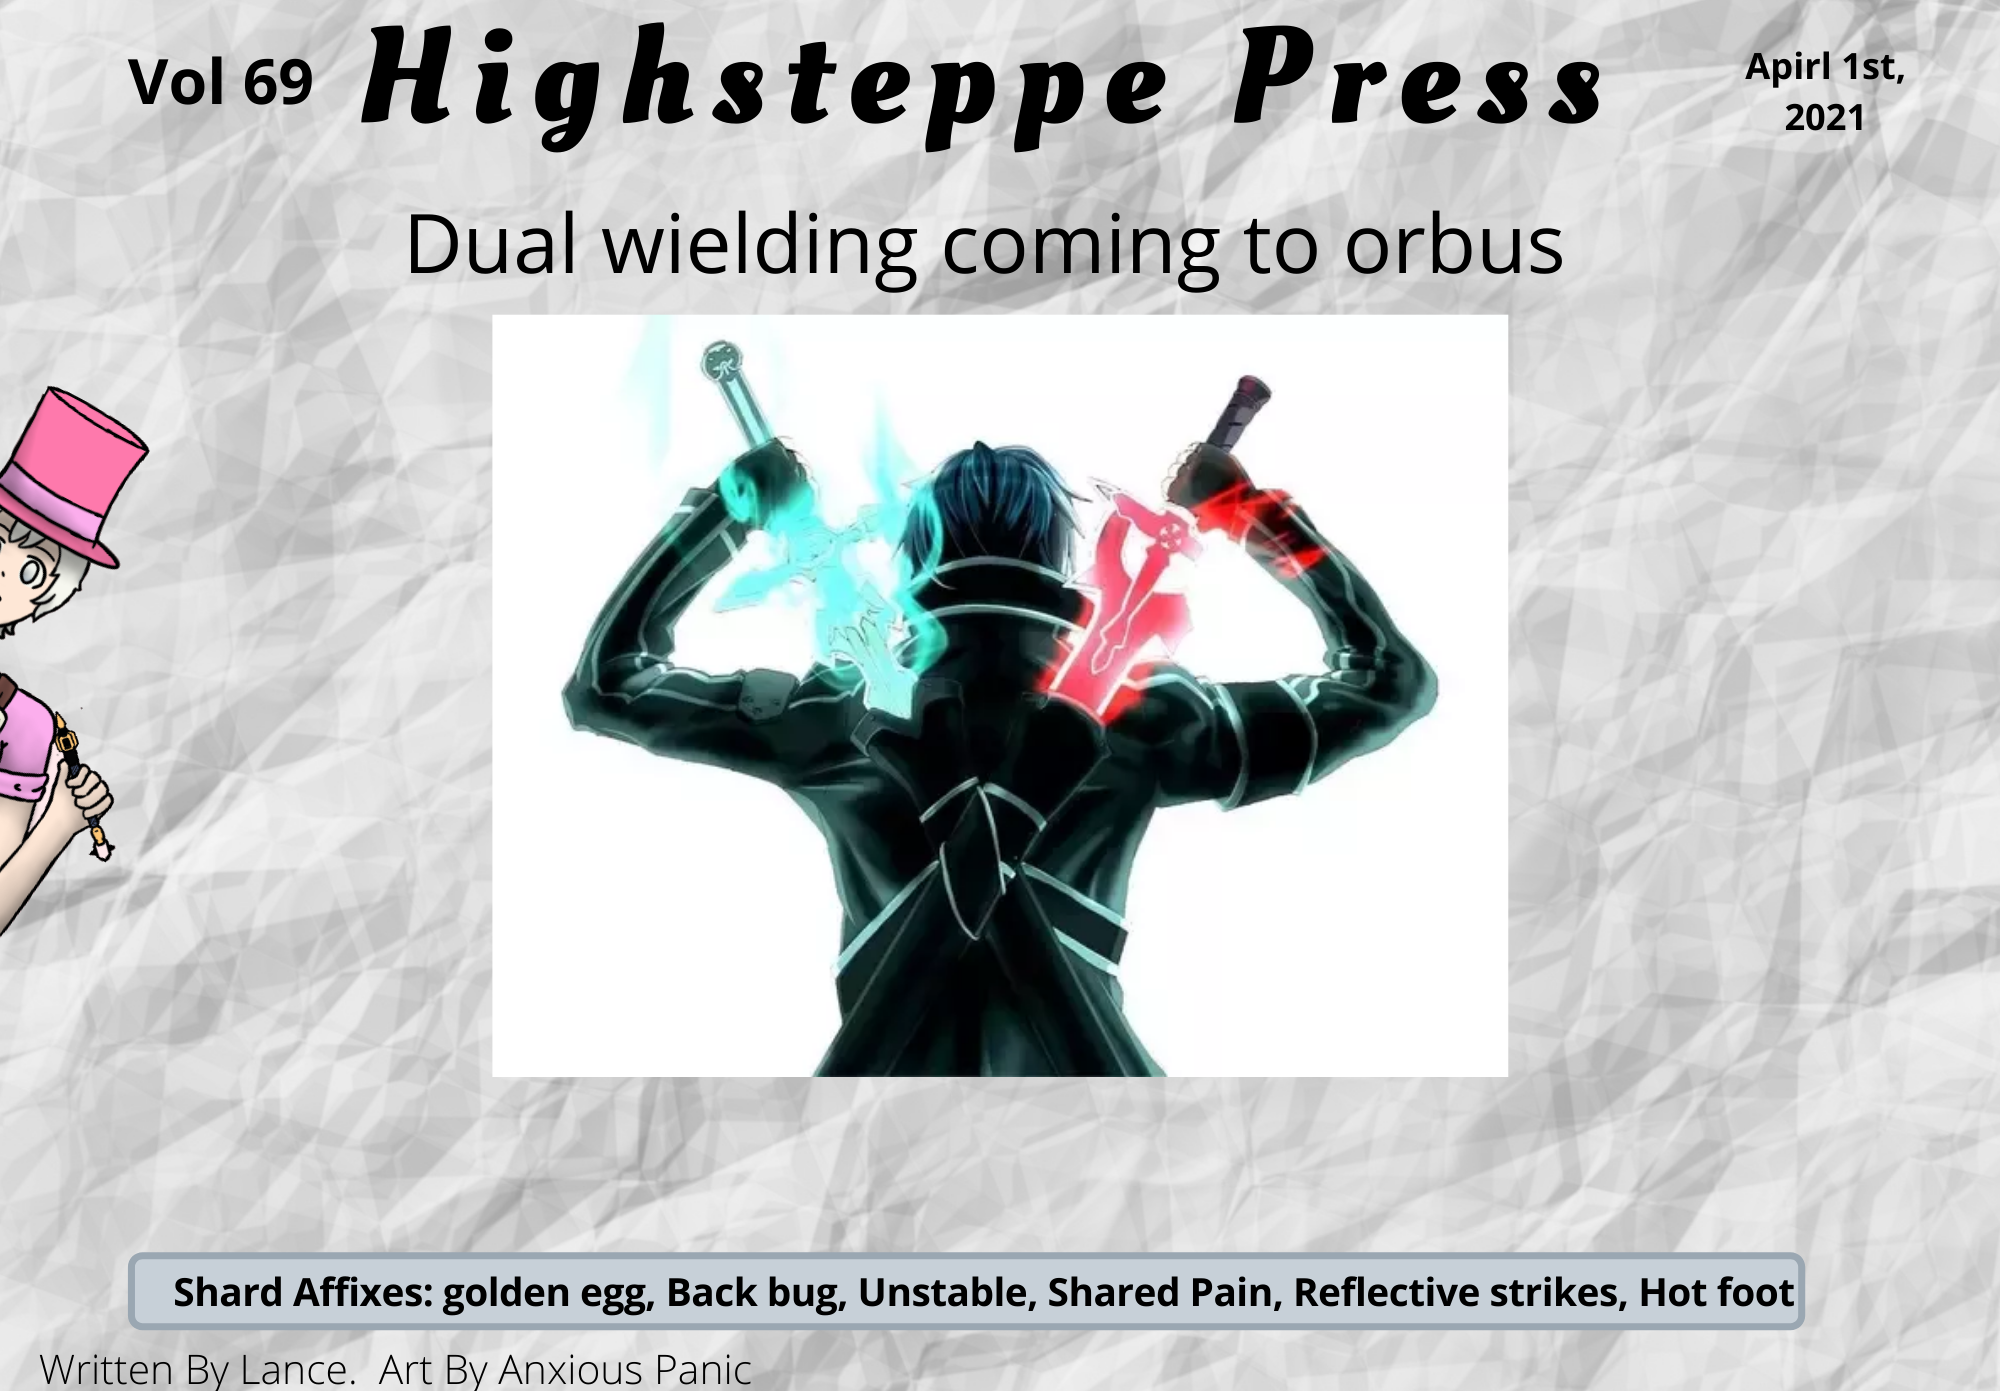 Vol 69
Highsteppe Press
Apirl 1st,
2021
Dual wielding coming to orbus
Shard Affixes: golden egg, Back bug, Unstable, Shared Pain, Reflective strikes, Hot foot
Written By Lance.  Art By Anxious Panic